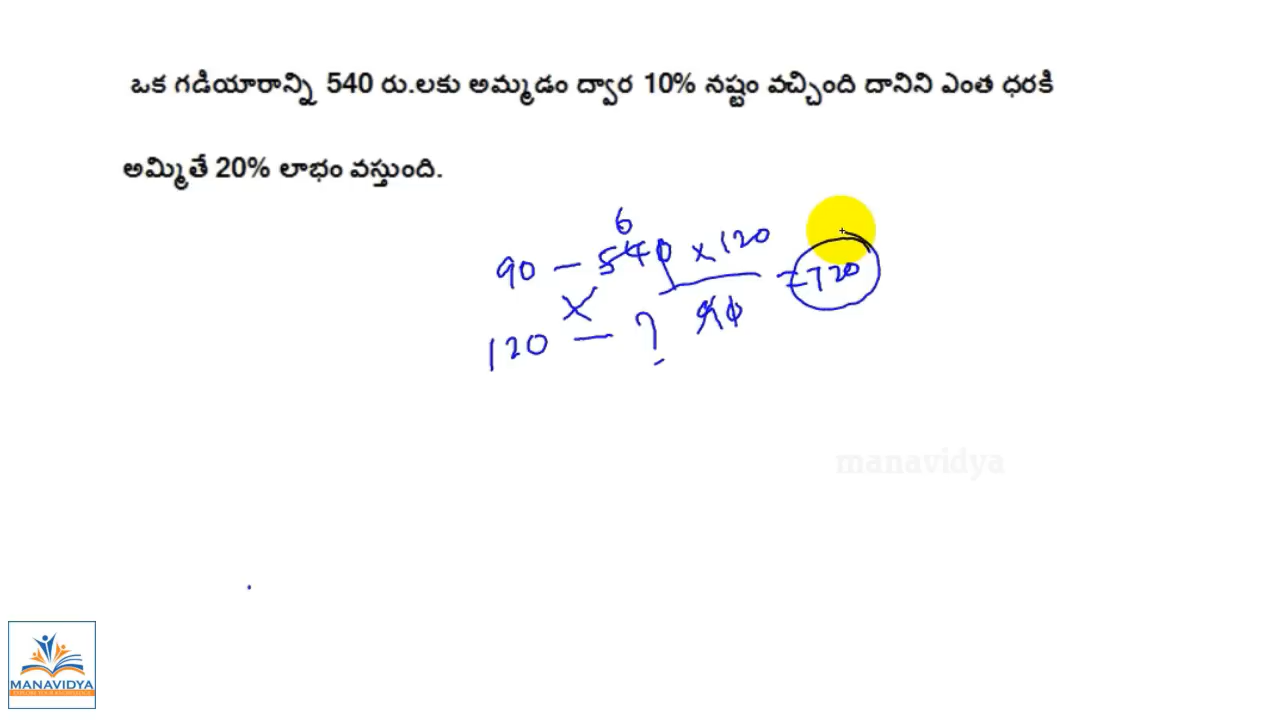 ఒక గడియారాన్ని 540 రు.లకు అమ్మడం ద్వార 10% నష్టం వచ్చింది దానిని ఎంత ధరకి
అమ్మితే 20% లాభం వస్తుంది.
6
90 – 540 × 120 = 720
120 – ? 90
manavidya
MANAVIDYA